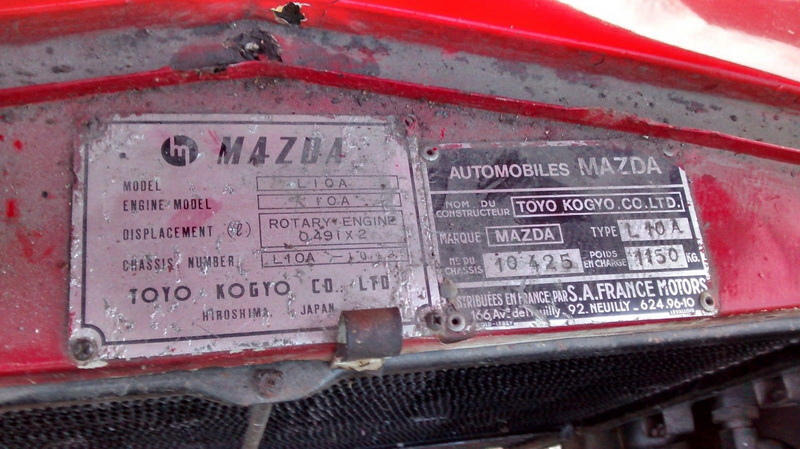 m MAZDA
MODEL L10A
ENGINE MODEL 10A
DISPLACEMENT (ℓ) ROTARY ENGINE
0.491×2
CHASSIS NUMBER L10A
TOYO KOGYO CO., LTD
HIROSHIMA, JAPAN
AUTOMOBILES MAZDA
NOM DU
CONSTRUCTEUR TOYO KOGYO.CO.LTD.
MARQUE MAZDA TYPE L10A
Nº DU
CHASSIS 10425 POIDS
EN CHARGE 1150 KG.
DISTRIBUÉES EN FRANCE PAR S.A. FRANCE MOTORS
166, Av. de Neuilly, 92. NEUILLY. 624.96-10